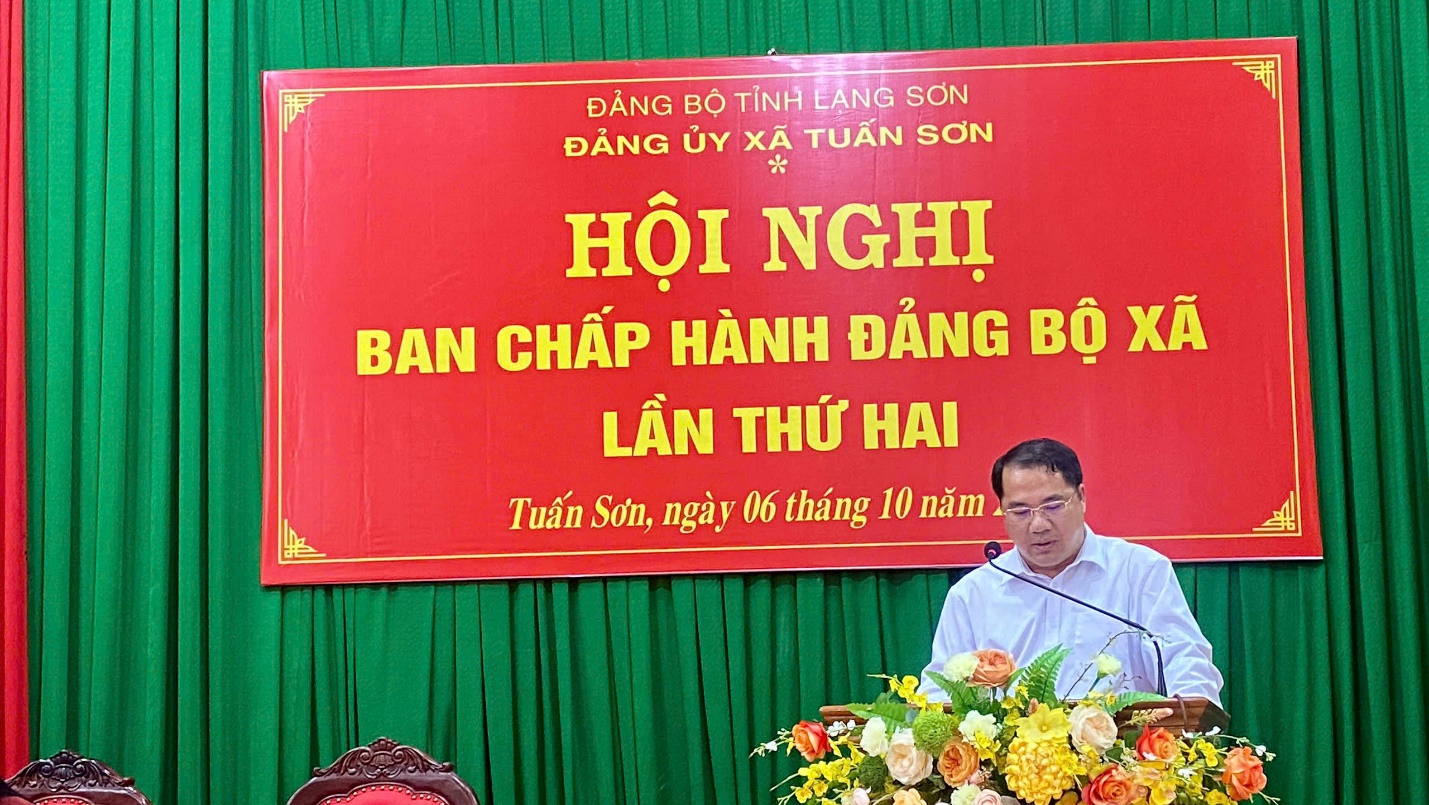 ĐẢNG BỘ TỈNH LẠNG SƠN
ĐẢNG ỦY XÃ TUẤN SƠN
*
HỘI NGHỊ
BAN CHẤP HÀNH ĐẢNG BỘ XÃ
LẦN THỨ HAI
Tuấn Sơn, ngày 06 tháng 10 năm